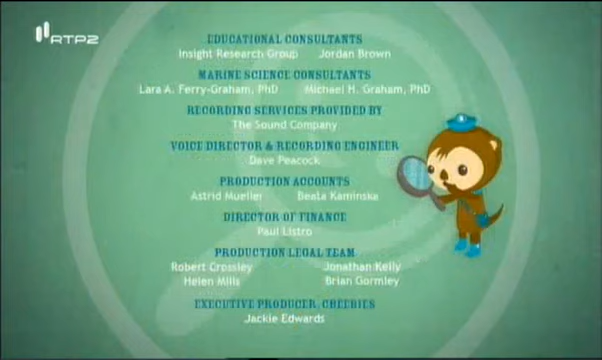 RTP2
EDUCATIONAL CONSULTANTS
Insight Research Group Jordan Brown
MARINE SCIENCE CONSULTANTS
Lara A. Ferry-Graham, PhD Michael H. Graham, PhD
RECORDING SERVICES PROVIDED BY
The Sound Company
VOICE DIRECTOR & RECORDING ENGINEER
Dave Peacock
PRODUCTION ACCOUNTS
Astrid Mueller Beata Kaminska
DIRECTOR OF FINANCE
Paul Listro
PRODUCTION LEGAL TEAM
Robert Crossley Jonathan Kelly
Helen Mills Brian Gormley
EXECUTIVE PRODUCER, CBEEBIES
Jackie Edwards